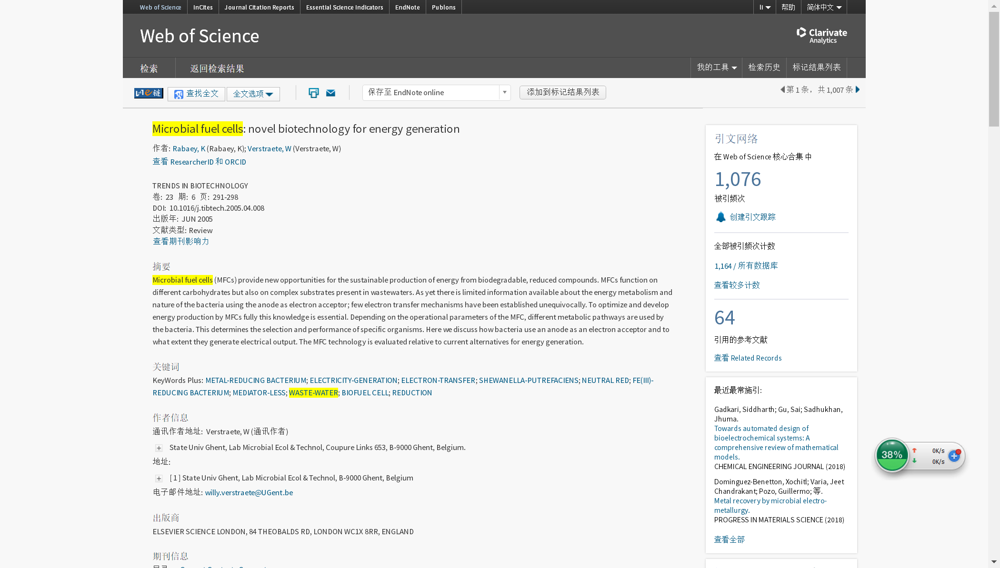 Web of Science InCites Journal Citation Reports Essential Science Indicators EndNote Publons li 帮助 简体中文
Web of Science
Clarivate
Analytics
检索 返回检索结果 我的工具 检索历史 标记结果列表
查找全文 全文选项 保存至 EndNote online 添加到标记结果列表 第 1 条，共 1,007 条
Microbial fuel cells: novel biotechnology for energy generation
作者: Rabaey, K (Rabaey, K); Verstraete, W (Verstraete, W)
查看 ResearcherID 和 ORCID
TRENDS IN BIOTECHNOLOGY
卷: 23 期: 6 页: 291-298
DOI: 10.1016/j.tibtech.2005.04.008
出版年: JUN 2005
文献类型: Review
查看期刊影响力
摘要
Microbial fuel cells (MFCs) provide new opportunities for the sustainable production of energy from biodegradable, reduced compounds. MFCs function on
different carbohydrates but also on complex substrates present in wastewaters. As yet there is limited information available about the energy metabolism and
nature of the bacteria using the anode as electron acceptor; few electron transfer mechanisms have been established unequivocally. To optimize and develop
energy production by MFCs fully this knowledge is essential. Depending on the operational parameters of the MFC, different metabolic pathways are used by
the bacteria. This determines the selection and performance of specific organisms. Here we discuss how bacteria use an anode as an electron acceptor and to
what extent they generate electrical output. The MFC technology is evaluated relative to current alternatives for energy generation.
关键词
KeyWords Plus: METAL-REDUCING BACTERIUM; ELECTRICITY-GENERATION; ELECTRON-TRANSFER; SHEWANELLA-PUTREFACIENS; NEUTRAL RED; FE(III)-
REDUCING BACTERIUM; MEDIATOR-LESS; WASTE-WATER; BIOFUEL CELL; REDUCTION
作者信息
通讯作者地址: Verstraete, W (通讯作者)
State Univ Ghent, Lab Microbial Ecol & Technol, Coupure Links 653, B-9000 Ghent, Belgium.
地址:
[ 1 ] State Univ Ghent, Lab Microbial Ecol & Technol, B-9000 Ghent, Belgium
电子邮件地址: willy.verstraete@UGent.be
出版商
ELSEVIER SCIENCE LONDON, 84 THEOBALDS RD, LONDON WC1X 8RR, ENGLAND
期刊信息
引文网络
在 Web of Science 核心合集 中
1,076
被引频次
创建引文跟踪
全部被引频次计数
1,164 / 所有数据库
查看较多计数
64
引用的参考文献
查看 Related Records
最近最常施引:
Gadkari, Siddharth; Gu, Sai; Sadhukhan,
Jhuma.
Towards automated design of
bioelectrochemical systems: A
comprehensive review of mathematical
models.
CHEMICAL ENGINEERING JOURNAL (2018)
Dominguez-Benetton, Xochitl; Varia, Jeet
Chandrakant; Pozo, Guillermo; 等.
Metal recovery by microbial electro-
metallurgy.
PROGRESS IN MATERIALS SCIENCE (2018)
查看全部
38%
0K/s
0K/s